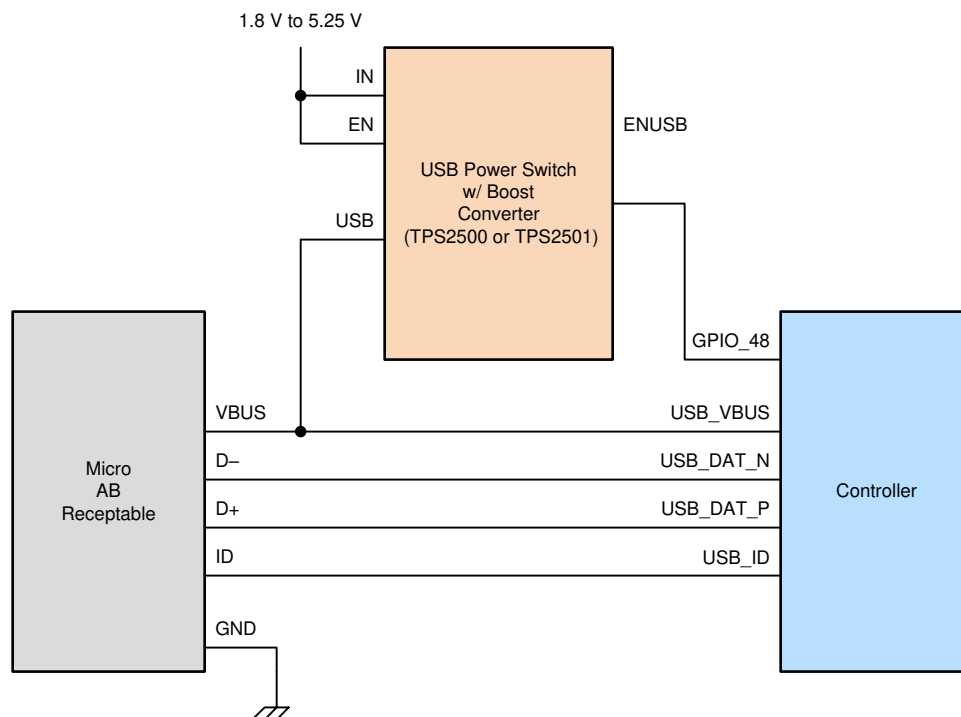 1.8 V to 5.25 V
IN
EN
ENUSB
USB Power Switch
w/ Boost
Converter
(TPS2500 or TPS2501)
USB
GPIO_48
VBUS
USB_VBUS
D–
USB_DAT_N
Micro
AB
Receptable
Controller
D+
USB_DAT_P
ID
USB_ID
GND